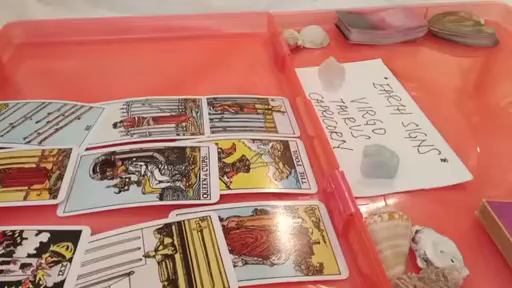 *EARTH SIGNS*
VIRGO
TAURUS
CAPRICORN
QUEEN of CUPS.
THE FOOL.